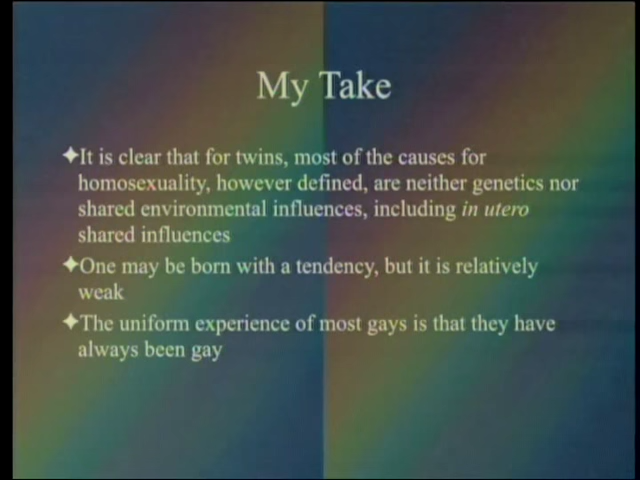 My Take
✦It is clear that for twins, most of the causes for
homosexuality, however defined, are neither genetics nor
shared environmental influences, including in utero
shared influences
✦One may be born with a tendency, but it is relatively
weak
✦The uniform experience of most gays is that they have
always been gay